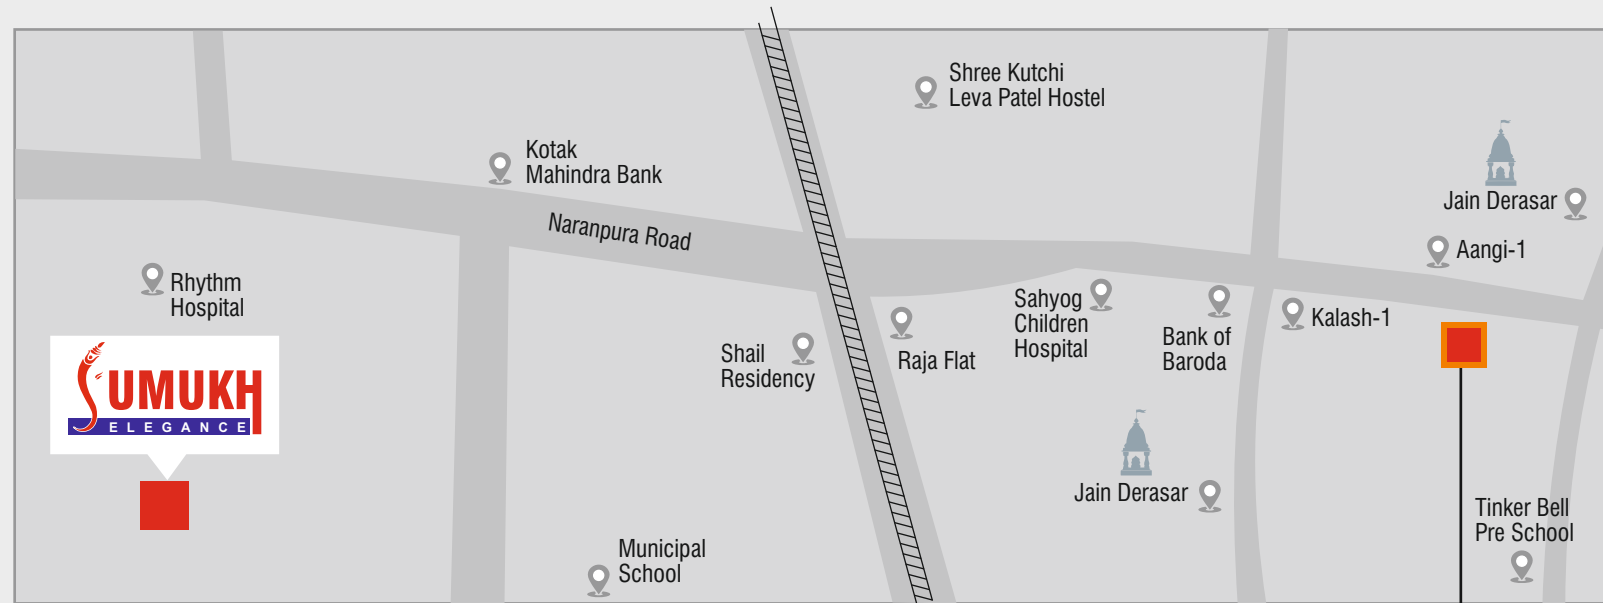 Shree Kutchi
Leva Patel Hostel
Kotak
Mahindra Bank
Jain Derasar
Naranpura Road
Aangi-1
Rhythm
Hospital
Sahyog
Children
Hospital
Kalash-1
Bank of
Baroda
Shail
Residency
Raja Flat
SUMUKH
ELEGANCE
Jain Derasar
Tinker Bell
Pre School
Municipal
School